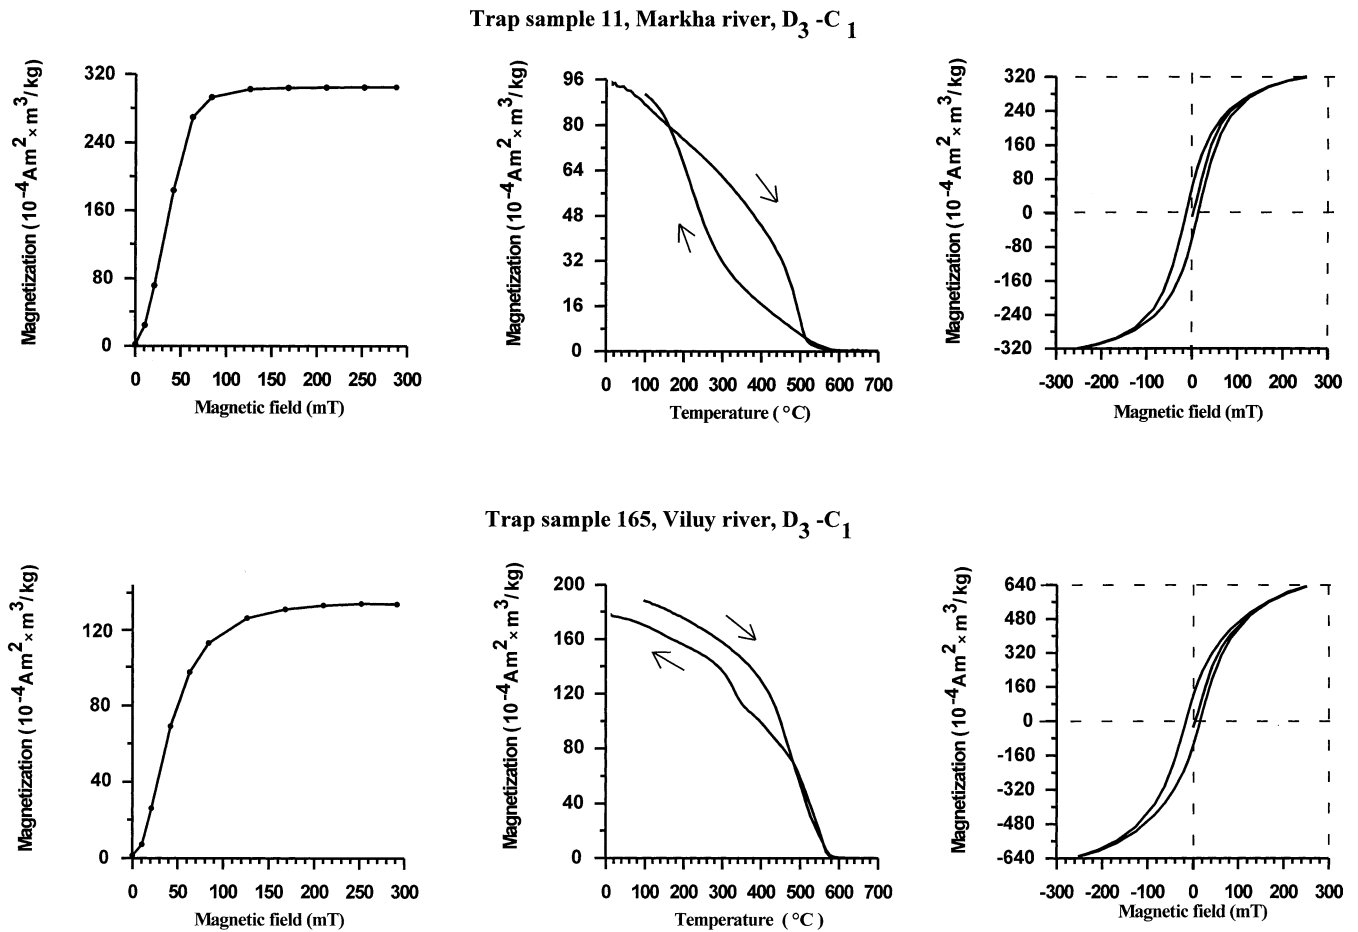 Trap sample 11, Markha river, D3 -C 1
Magnetization (10-4Am2×m3/kg)
320
240
160
80
0
0 50 100 150 200 250 300
Magnetic field (mT)
Magnetization (10-4Am2×m3/kg)
96
80
64
48
32
16
0
0 100 200 300 400 500 600 700
Temperature ( °C)
Magnetization (10-4Am2×m3/kg)
320
240
160
80
0
-80
-160
-240
-320
-300 -200 -100 0 100 200 300
Magnetic field (mT)
Trap sample 165, Viluy river, D3 -C1
Magnetization (10-4Am2×m3/kg)
120
80
40
0
0 50 100 150 200 250 300
Magnetic field (mT)
Magnetization (10-4Am2×m3/kg)
200
160
120
80
40
0
0 100 200 300 400 500 600 700
Temperature ( °C )
Magnetization (10-4Am2×m3/kg)
640
480
320
160
0
-160
-320
-480
-640
-300 -200 -100 0 100 200 300
Magnetic field (mT)